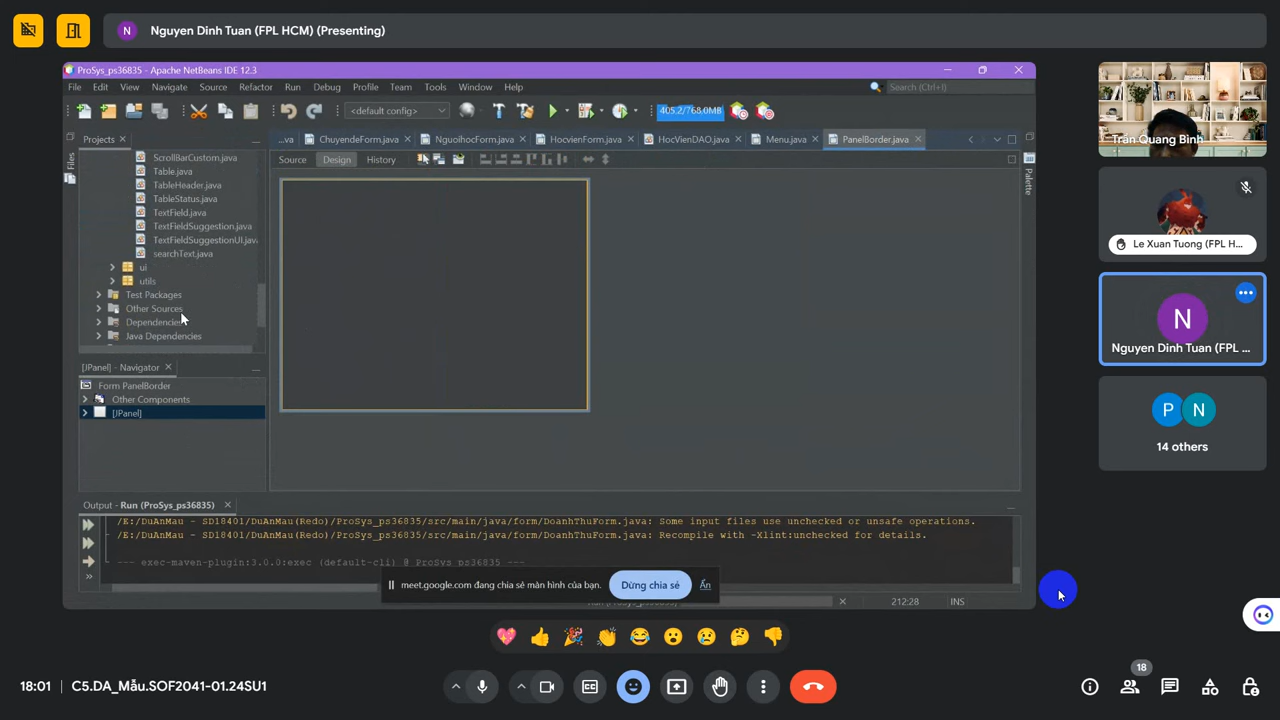 N
Nguyen Dinh Tuan (FPL HCM) (Presenting)
ProSys_ps36835 - Apache NetBeans IDE 12.3
File Edit View Navigate Source Refactor Run Debug Profile Team Tools Window Help
Search (Ctrl+I)
<default config>
405.2/768.0MB
Projects
...va ChuyendeForm.java NguoihocForm.java HocvienForm.java HocVienDAO.java Menu.java PanelBorder.java
Files
Source Design History
Palette
ScrollBarCustom.java
Table.java
TableHeader.java
TableStatus.java
TextField.java
TextFieldSuggestion.java
TextFieldSuggestionUI.java
searchText.java
ui
utils
Test Packages
Other Sources
Dependencies
Java Dependencies
[JPanel] - Navigator
Form PanelBorder
Other Components
[JPanel]
Output - Run (ProSys_ps36835)
/E:/DuAnMau - SD18401/DuAnMau(Redo)/ProSys_ps36835/src/main/java/form/DoanhThuForm.java: Some input files use unchecked or unsafe operations.
/E:/DuAnMau - SD18401/DuAnMau(Redo)/ProSys_ps36835/src/main/java/form/DoanhThuForm.java: Recompile with -Xlint:unchecked for details.
--- exec-maven-plugin:3.0.0:exec (default-cli) @ ProSys_ps36835 ---
meet.google.com đang chia sẻ màn hình của bạn. Dừng chia sẻ Ẩn
212:28 INS
Trần Quang Bình
Le Xuan Tuong (FPL H...
N
Nguyen Dinh Tuan (FPL ...
P N
14 others
18:01 C5.DA_Mẫu.SOF2041-01.24SU1
18